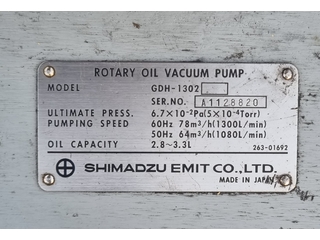 ROTARY OIL VACUUM PUMP
MODEL GDH-1302
SER.NO. A1128820
ULTIMATE PRESS. 6.7×10⁻²Pa(5×10⁻⁴Torr)
PUMPING SPEED 60Hz 78m³/h(1300L/min)
50Hz 64m³/h(1080L/min)
OIL CAPACITY 2.8~3.3L
263-01692
SHIMADZU EMIT CO., LTD.
MADE IN JAPAN